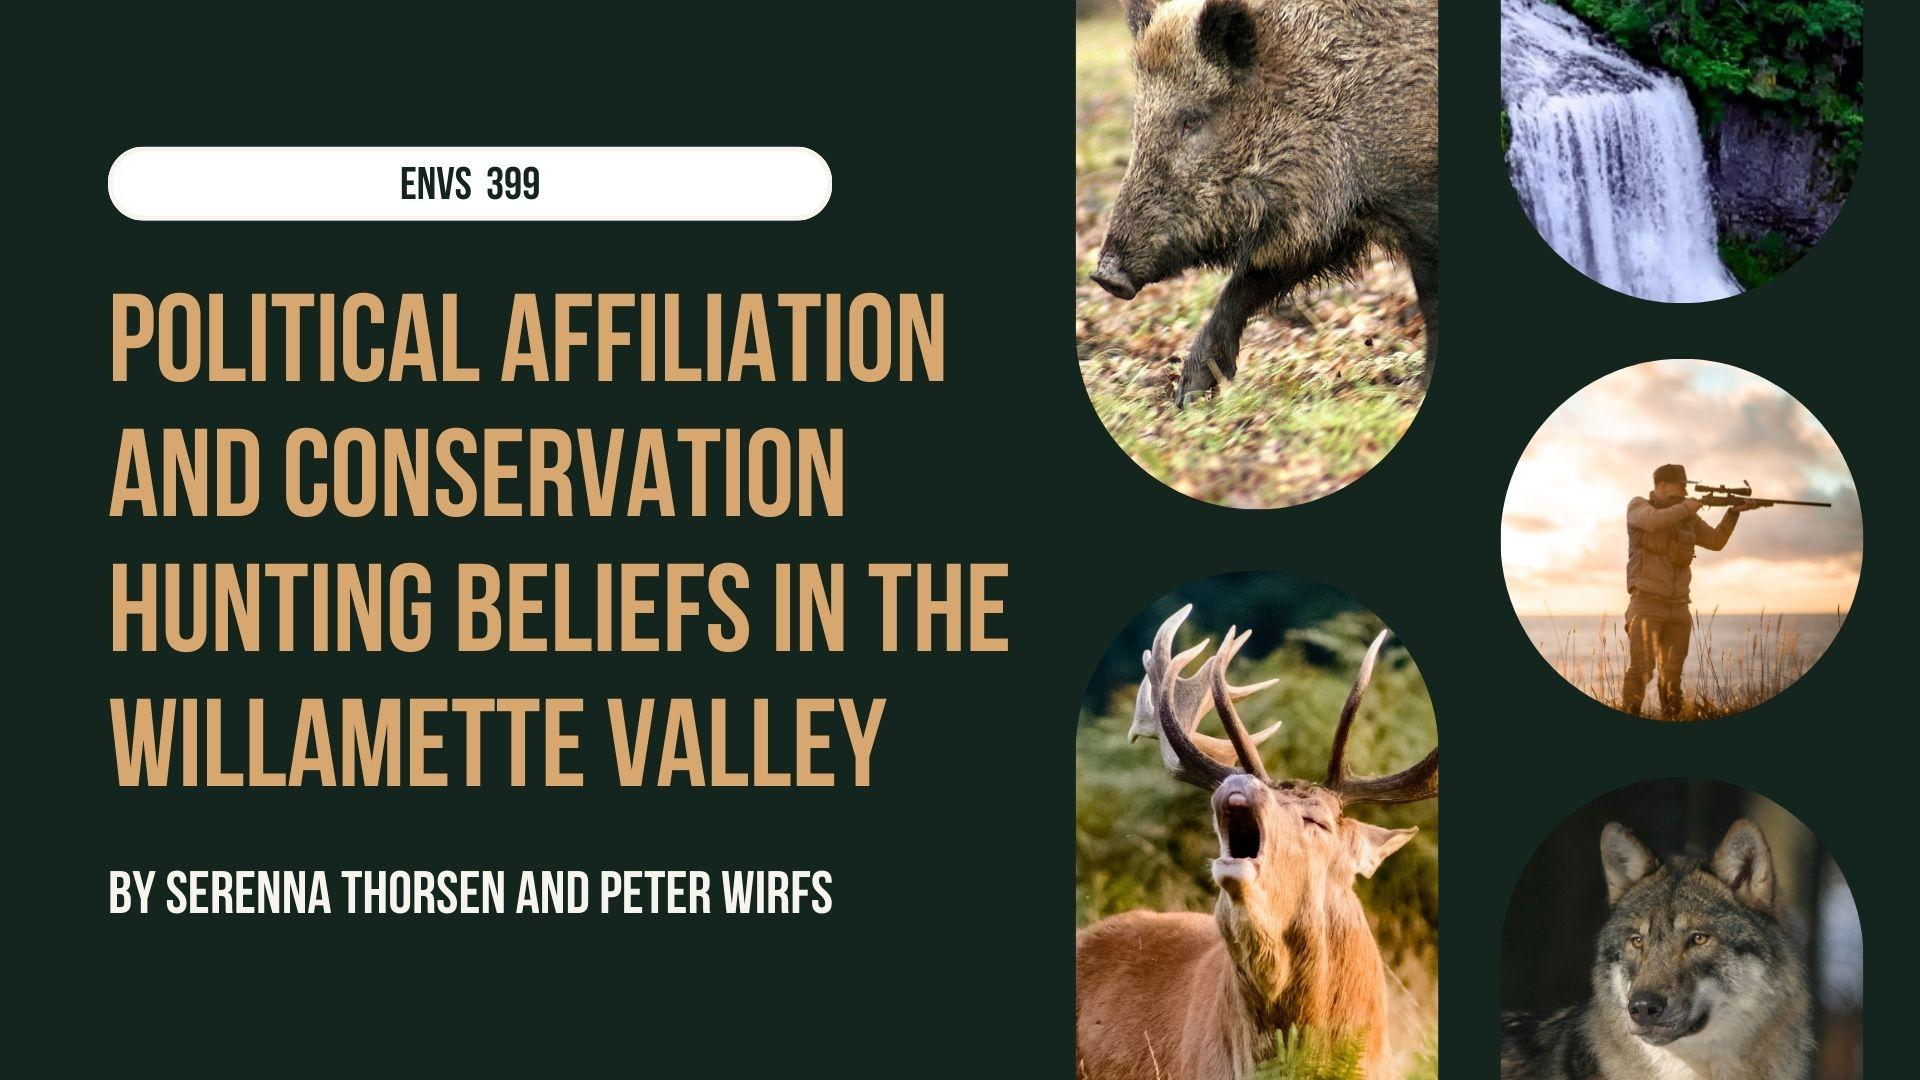 ENVS 399
POLITICAL AFFILIATION
AND CONSERVATION
HUNTING BELIEFS IN THE
WILLAMETTE VALLEY
BY SERENNA THORSEN AND PETER WIRFS